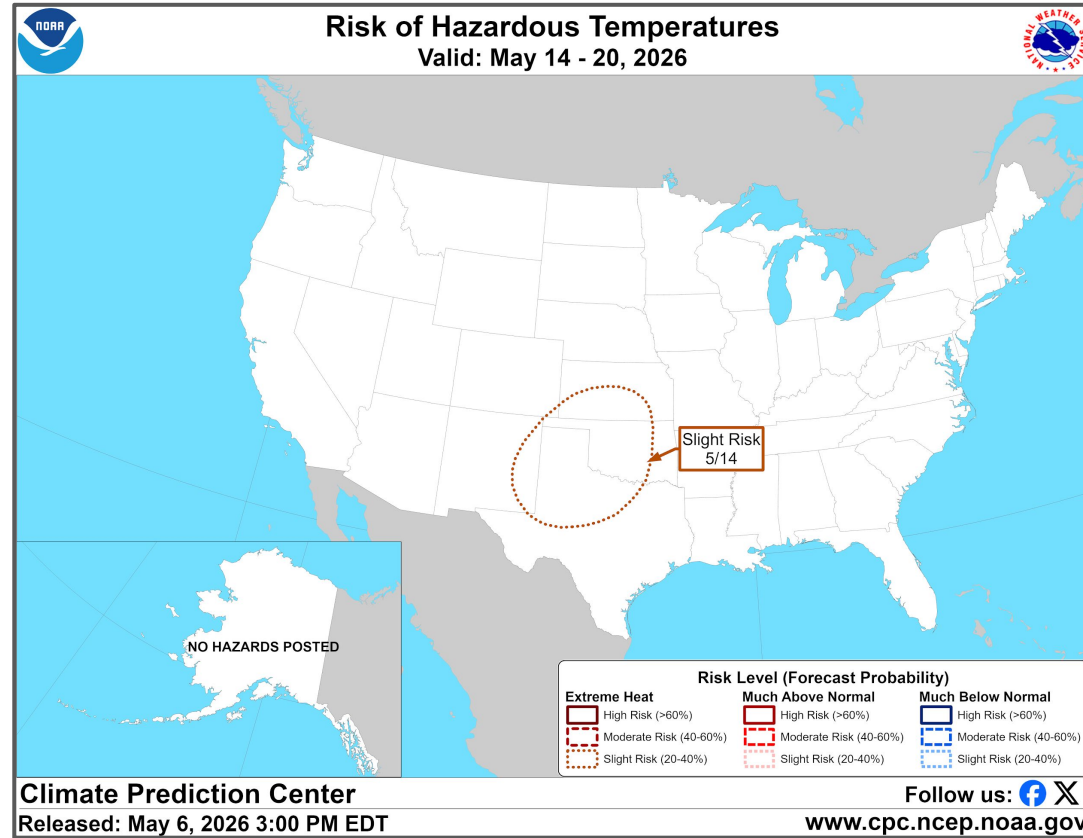 NOAA
Risk of Hazardous Temperatures
Valid: May 14 - 20, 2026
NATIONAL WEATHER SERVICE
Slight Risk
5/14
NO HAZARDS POSTED
Risk Level (Forecast Probability)
Extreme Heat Much Above Normal Much Below Normal
High Risk (>60%) High Risk (>60%) High Risk (>60%)
Moderate Risk (40-60%) Moderate Risk (40-60%) Moderate Risk (40-60%)
Slight Risk (20-40%) Slight Risk (20-40%) Slight Risk (20-40%)
Climate Prediction Center
Follow us:
Released: May 6, 2026 3:00 PM EDT
www.cpc.ncep.noaa.gov